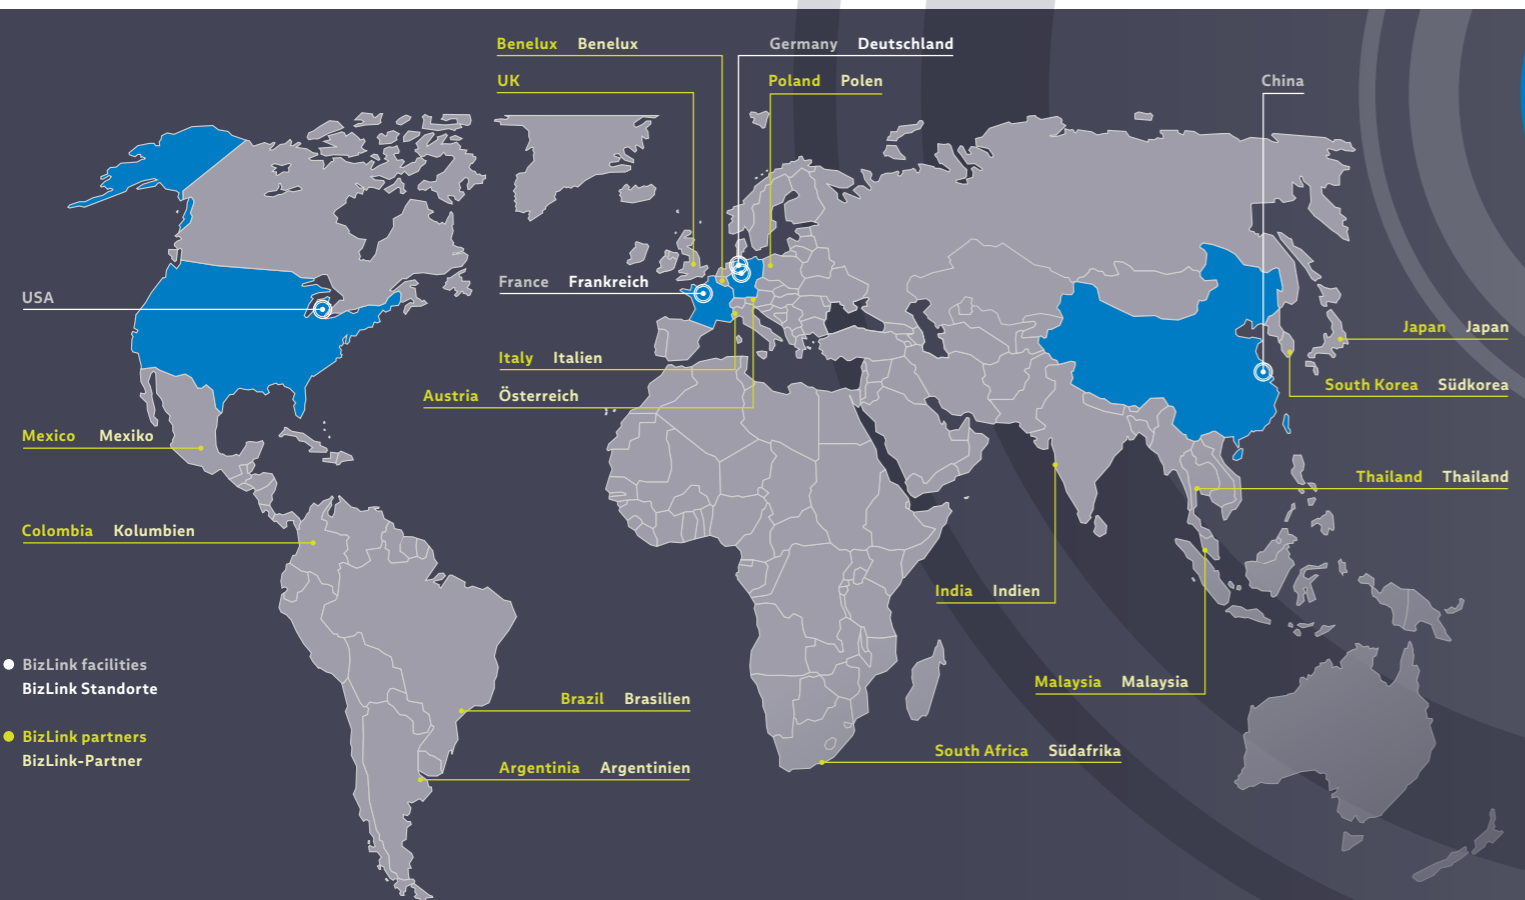 Benelux Benelux
Germany Deutschland
UK
Poland Polen
China
France Frankreich
USA
Japan Japan
Italy Italien
South Korea Südkorea
Austria Österreich
Mexico Mexiko
Thailand Thailand
Colombia Kolumbien
India Indien
BizLink facilities
BizLink Standorte
Malaysia Malaysia
Brazil Brasilien
BizLink partners
BizLink-Partner
South Africa Südafrika
Argentinia Argentinien